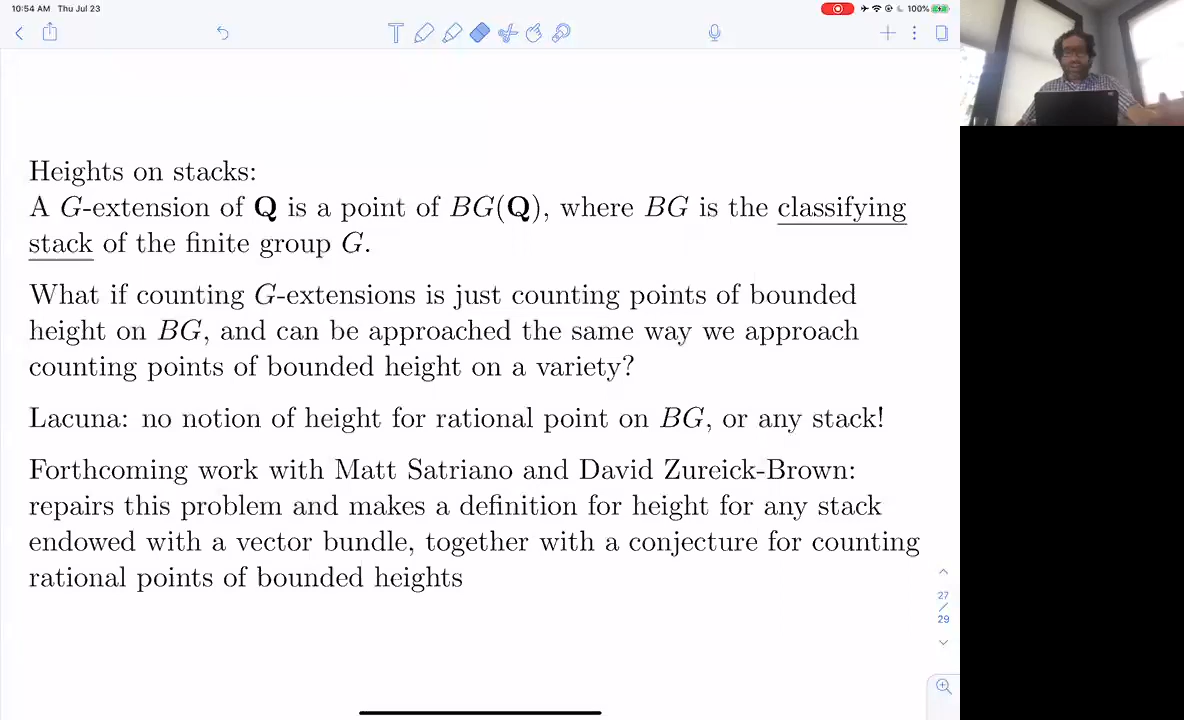 10:54 AM Thu Jul 23
100%
Heights on stacks:
A G-extension of Q is a point of BG(Q), where BG is the classifying
stack of the finite group G.
What if counting G-extensions is just counting points of bounded
height on BG, and can be approached the same way we approach
counting points of bounded height on a variety?
Lacuna: no notion of height for rational point on BG, or any stack!
Forthcoming work with Matt Satriano and David Zureick-Brown:
repairs this problem and makes a definition for height for any stack
endowed with a vector bundle, together with a conjecture for counting
rational points of bounded heights
27
/
29